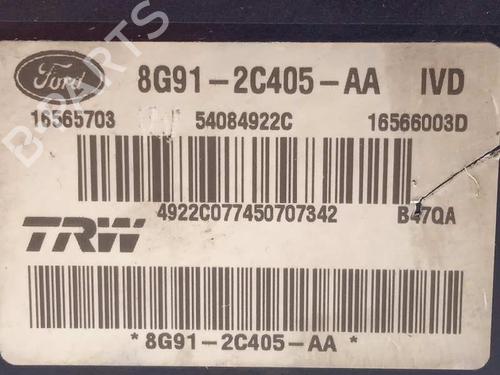 Ford 8G91-2C405-AA IVD
16565703 54084922C 16566003D
4922C077450707342 B47QA
TRW
*8G91-2C405-AA*
B-PARTS